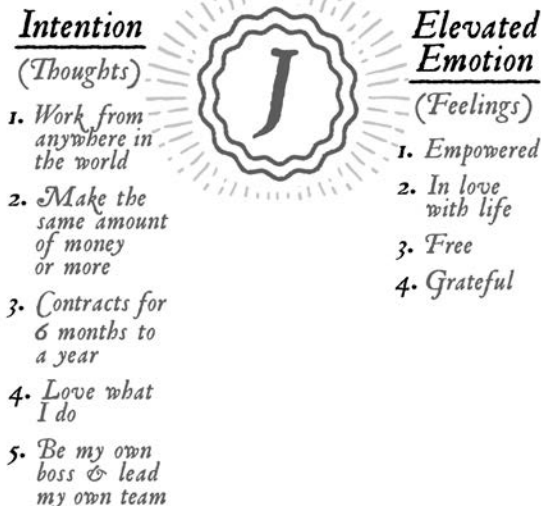 Intention
(Thoughts)
1. Work from
anywhere in
the world
2. Make the
same amount
of money
or more
3. Contracts for
6 months to
a year
4. Love what
I do
5. Be my own
boss & lead
my own team
J
Elevated
Emotion
(Feelings)
1. Empowered
2. In love
with life
3. Free
4. Grateful